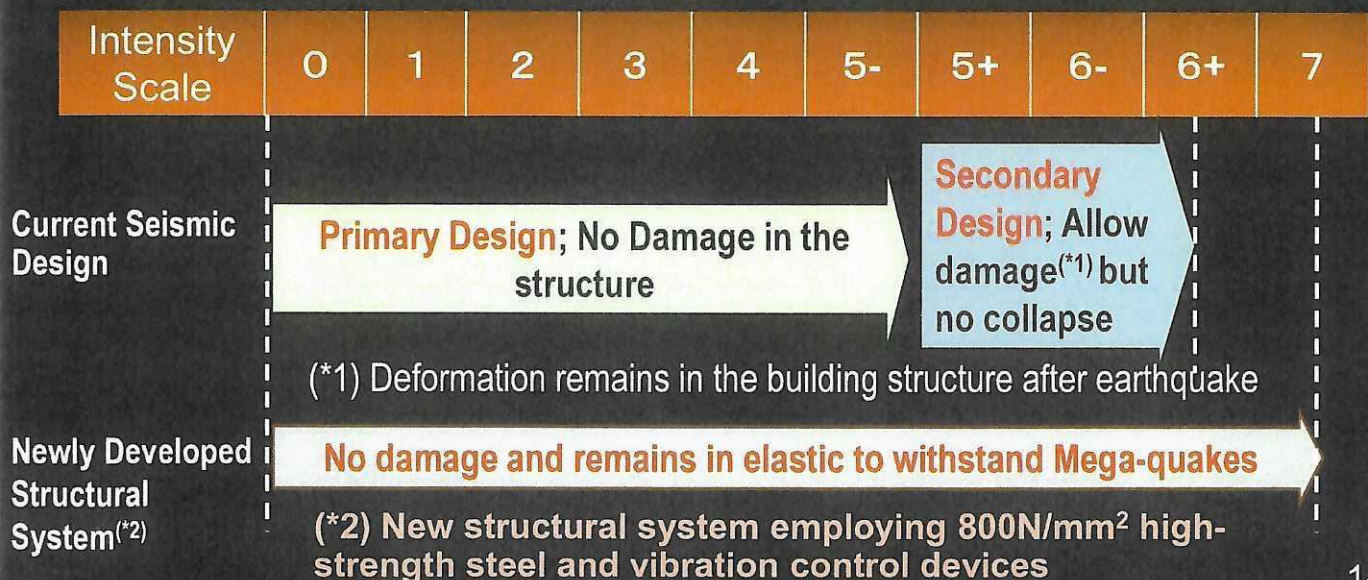 Intensity
Scale
0 1 2 3 4 5- 5+ 6- 6+ 7
Current Seismic
Design
Primary Design; No Damage in the
structure
Secondary
Design; Allow
damage(*1) but
no collapse
(*1) Deformation remains in the building structure after earthquake
Newly Developed
Structural
System(*2)
No damage and remains in elastic to withstand Mega-quakes
(*2) New structural system employing 800N/mm² high-
strength steel and vibration control devices
1